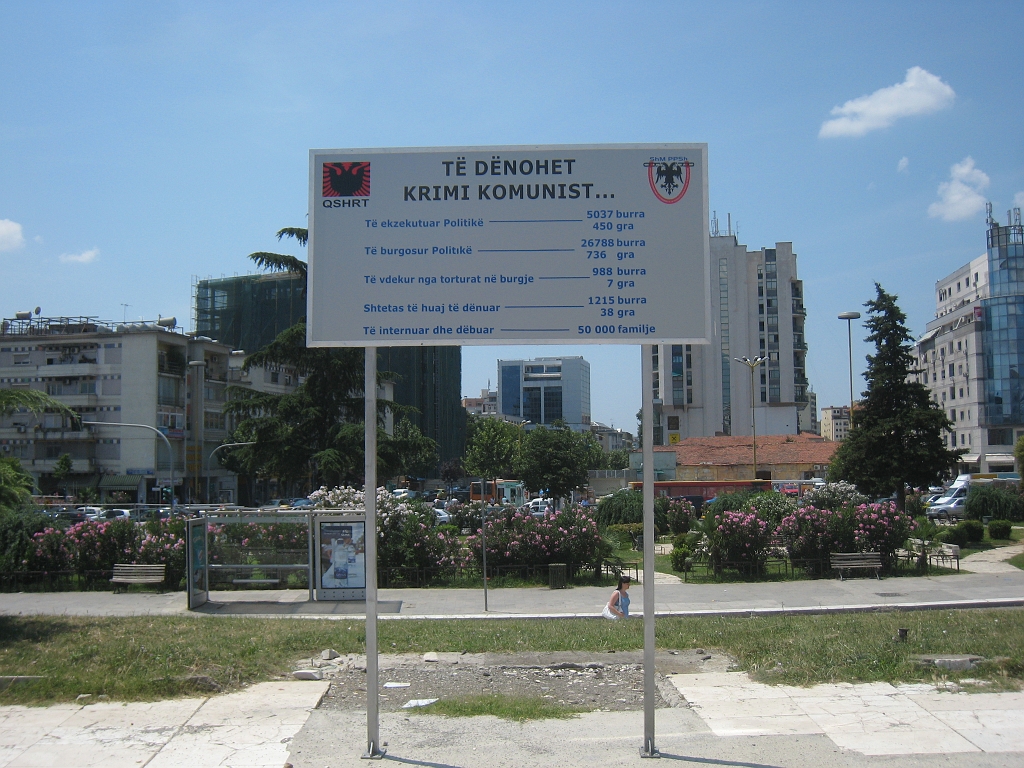 TË DËNOHET
KRIMI KOMUNIST...
QSHRT
ShM PPSh
Të ekzekutuar Politikë 5037 burra
450 gra
Të burgosur Politikë 26788 burra
736 gra
Të vdekur nga torturat në burgje 988 burra
7 gra
Shtetas të huaj të dënuar 1215 burra
38 gra
Të internuar dhe dëbuar 50 000 familje